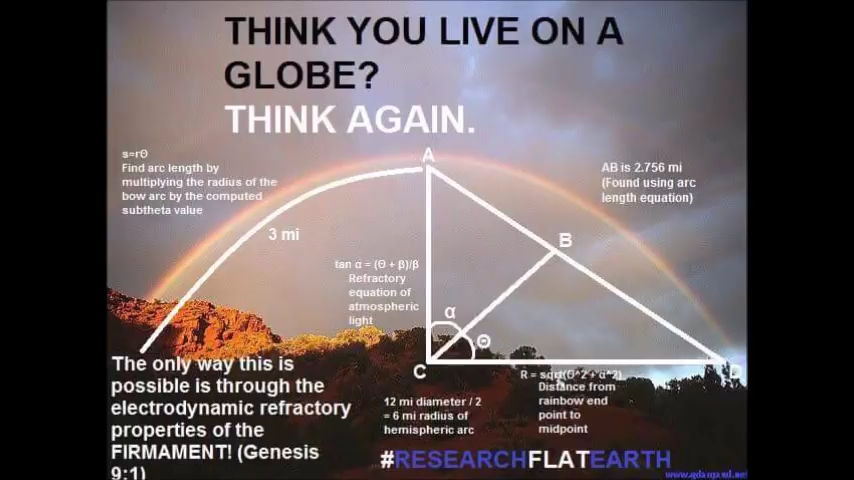 THINK YOU LIVE ON A
GLOBE?
THINK AGAIN.
s=rΘ
Find arc length by
multiplying the radius of the
bow arc by the computed
subtheta value
A
AB is 2.756 mi
(Found using arc
length equation)
3 mi
B
tan α = (Θ + β)/β
Refractory
equation of
atmospheric
light
α
Θ
C
D
The only way this is
possible is through the
electrodynamic refractory
properties of the
FIRMAMENT! (Genesis
9:1)
12 mi diameter / 2
= 6 mi radius of
hemispheric arc
R = sqrt(Θ^2 + α^2)
Distance from
rainbow end
point to
midpoint
#RESEARCHFLATEARTH